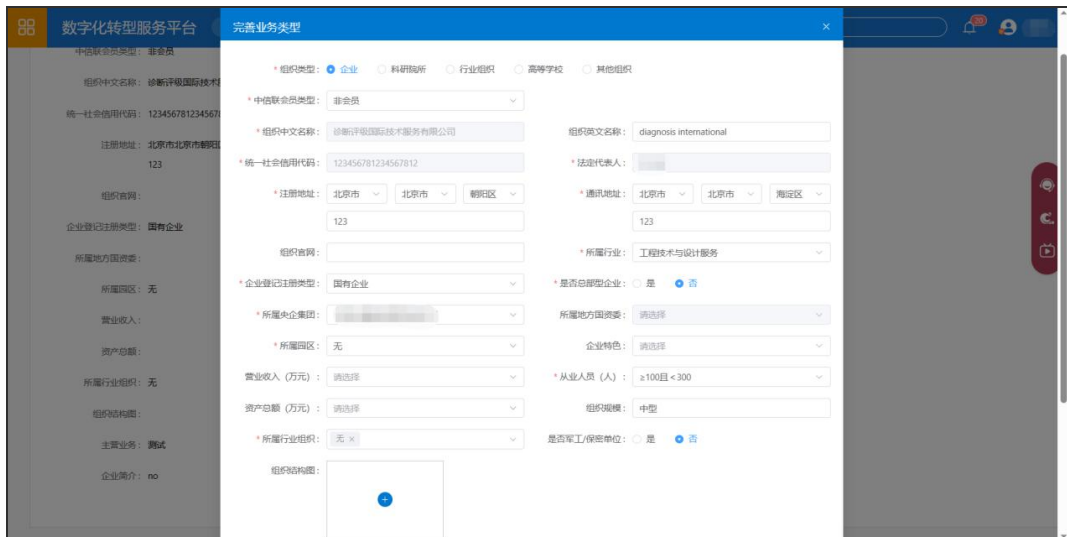 数字化转型服务平台
20
中信联会员类型： 非会员
组织中文名称： 诊断评级国际技术
统一社会信用代码： 12345678123456781
注册地址： 北京市北京市朝阳区
123
组织官网：
企业登记注册类型： 国有企业
所属地方国资委：
所属园区： 无
营业收入：
资产总额：
所属行业组织： 无
组织结构图：
主营业务： 测试
企业简介： no
完善业务类型 ×
* 组织类型： 企业 科研院所 行业组织 高等学校 其他组织
* 中信联会员类型： 非会员
* 组织中文名称： 诊断评级国际技术服务有限公司 组织英文名称： diagnosis international
* 统一社会信用代码： 123456781234567812 * 法定代表人：
* 注册地址： 北京市 北京市 朝阳区 * 通讯地址： 北京市 北京市 海淀区
123 123
组织官网： * 所属行业： 工程技术与设计服务
* 企业登记注册类型： 国有企业 * 是否总部型企业： 是 否
* 所属央企集团： 所属地方国资委： 请选择
* 所属园区： 无 企业特色： 请选择
营业收入（万元）： 请选择 * 从业人员（人）： ≥100且＜300
资产总额（万元）： 请选择 组织规模： 中型
* 所属行业组织： 无 × 是否军工/保密单位： 是 否
组织结构图：